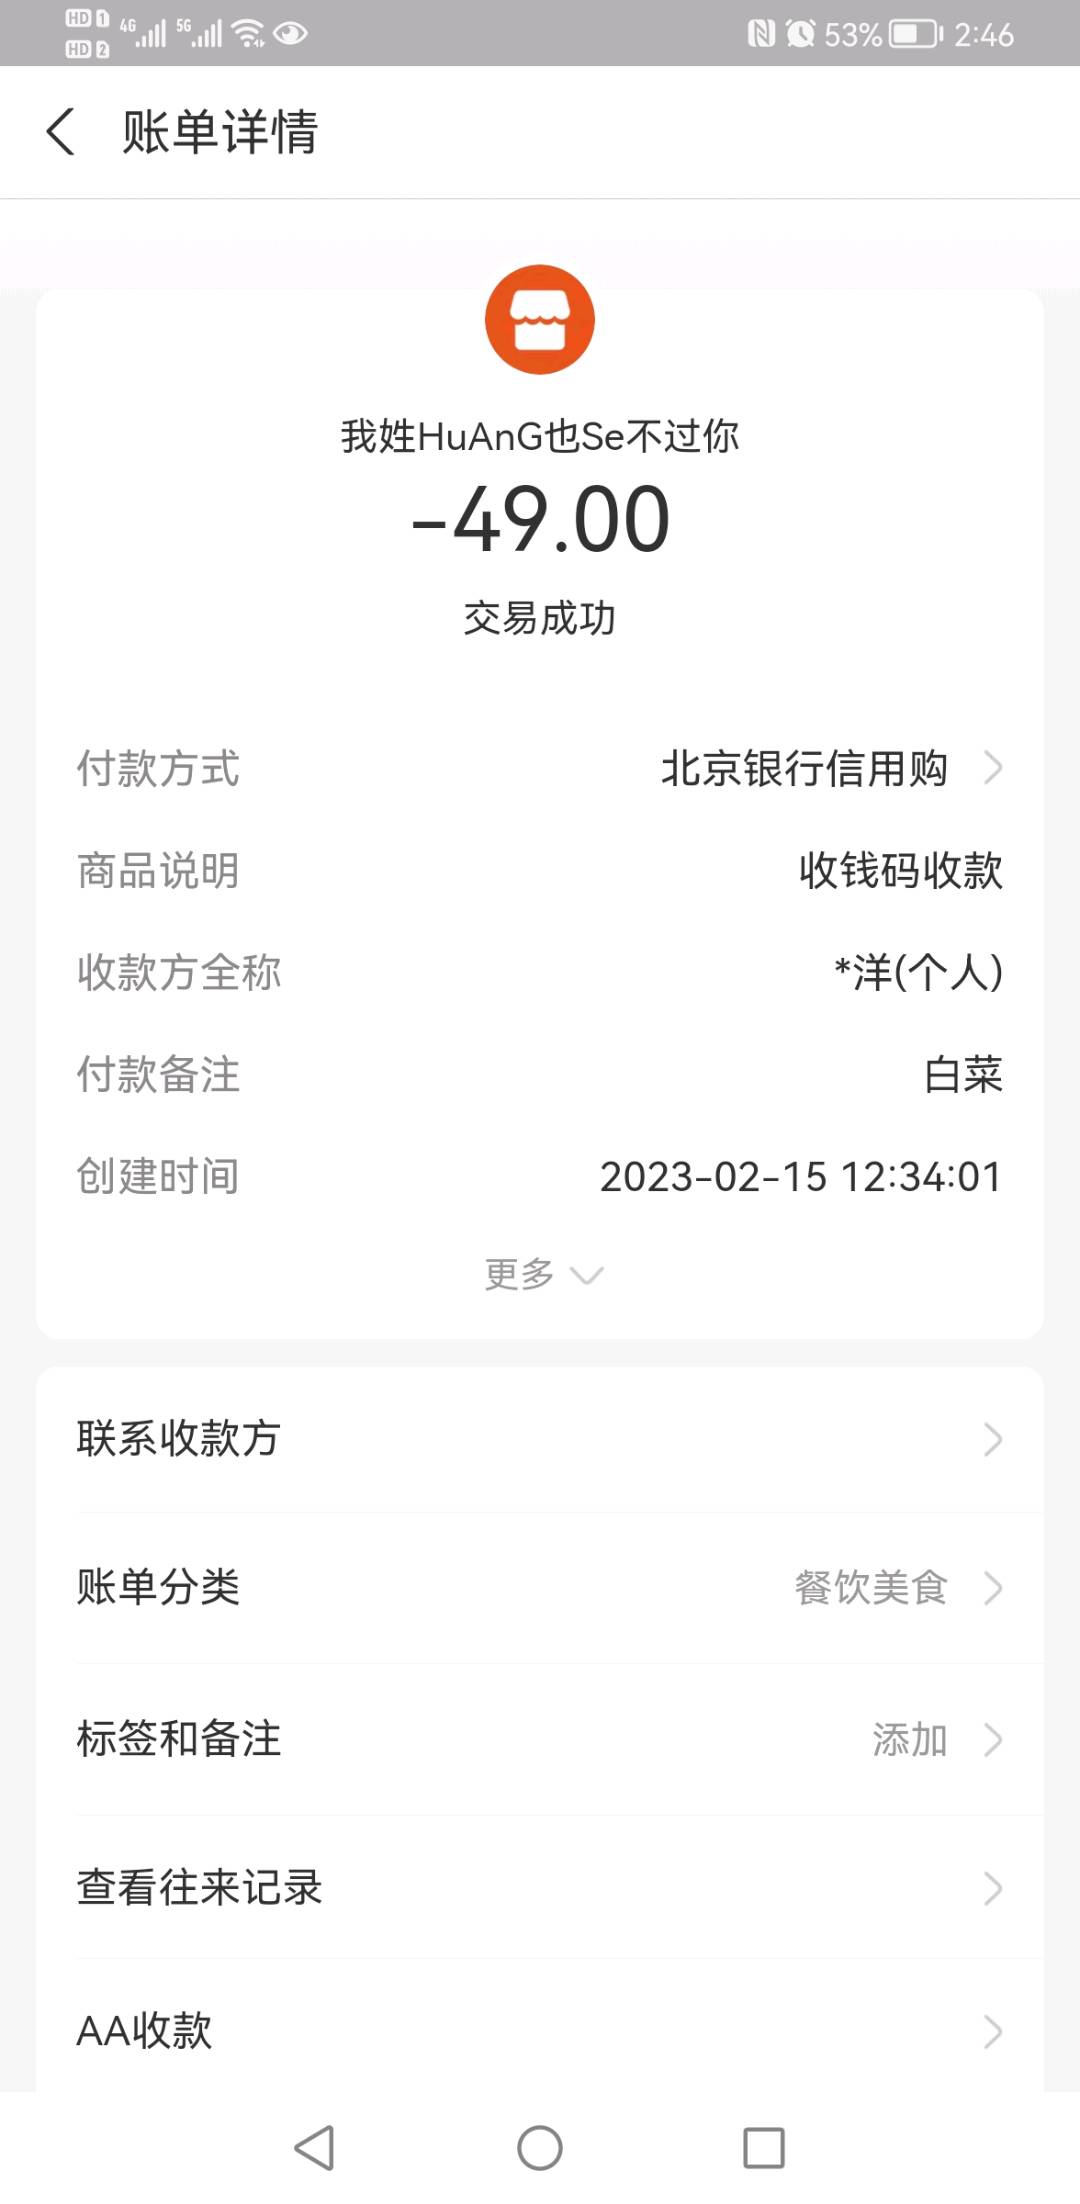 HD 1 4G 5G 53% 2:46
HD 2
账单详情
我姓HuAnG也Se不过你
-49.00
交易成功
付款方式 北京银行信用购
商品说明 收钱码收款
收款方全称 *洋(个人)
付款备注 白菜
创建时间 2023-02-15 12:34:01
更多
联系收款方
账单分类 餐饮美食
标签和备注 添加
查看往来记录
AA收款